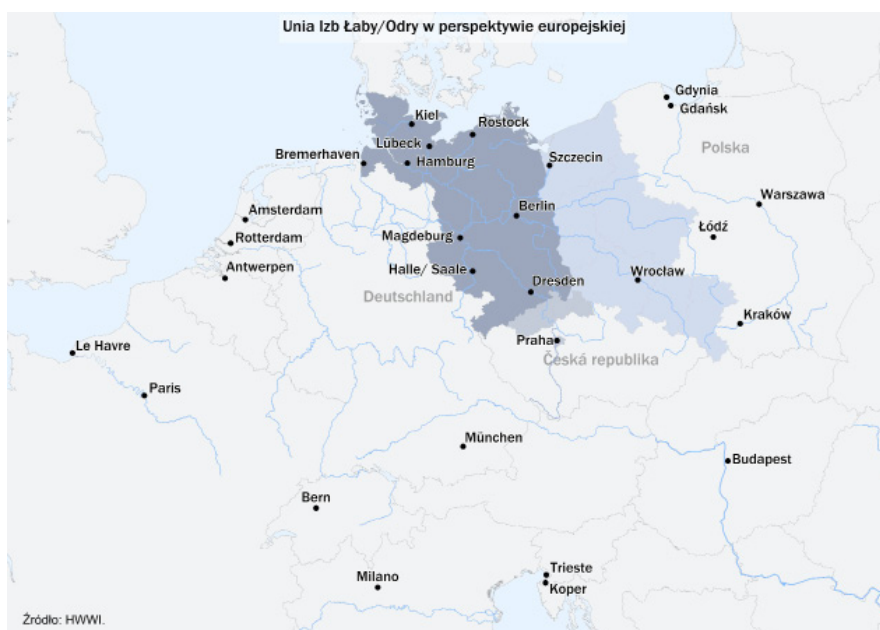 Unia Izb Łaby/Odry w perspektywie europejskiej
Gdynia
Gdańsk
Kiel
Rostock
Lübeck
Polska
Bremerhaven
Hamburg
Szczecin
Warszawa
Amsterdam
Berlin
Łódź
Rotterdam
Magdeburg
Antwerpen
Halle/ Saale
Wrocław
Deutschland
Dresden
Kraków
Praha
Le Havre
Česká republika
Paris
München
Budapest
Bern
Trieste
Milano
Koper
Źródło: HWWI.